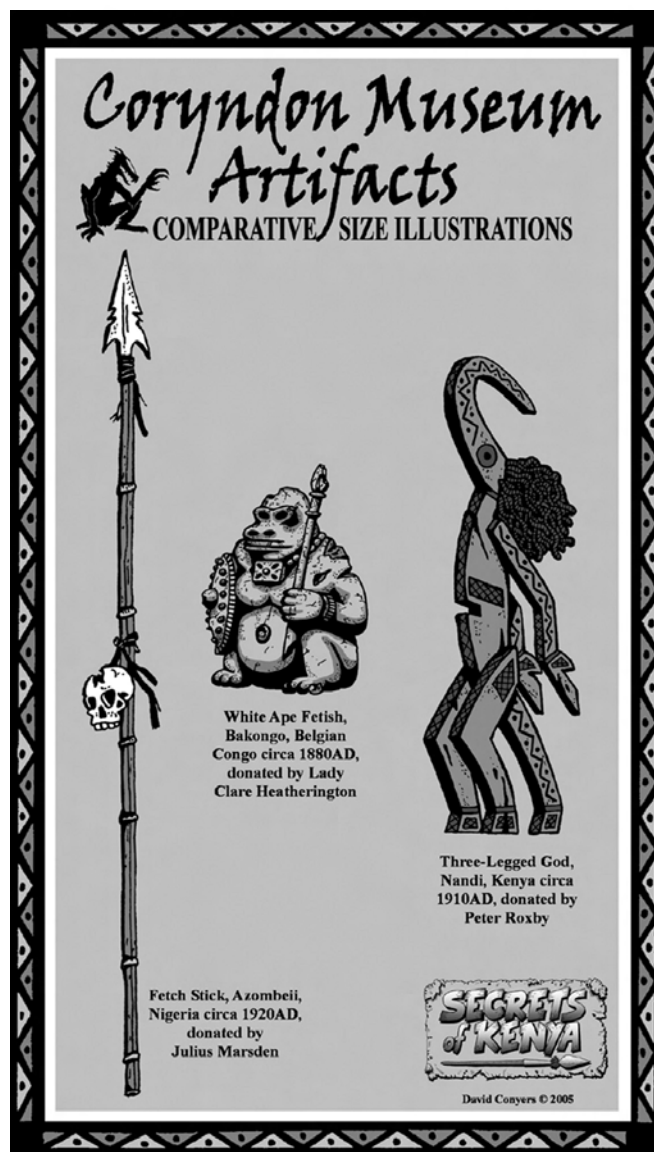 Coryndon Museum
Artifacts
COMPARATIVE SIZE ILLUSTRATIONS
White Ape Fetish,
Bakongo, Belgian
Congo circa 1880AD,
donated by Lady
Clare Heatherington
Three-Legged God,
Nandi, Kenya circa
1910AD, donated by
Peter Roxby
Fetch Stick, Azombeii,
Nigeria circa 1920AD,
donated by
Julius Marsden
SECRETS
of KENYA
David Conyers © 2005